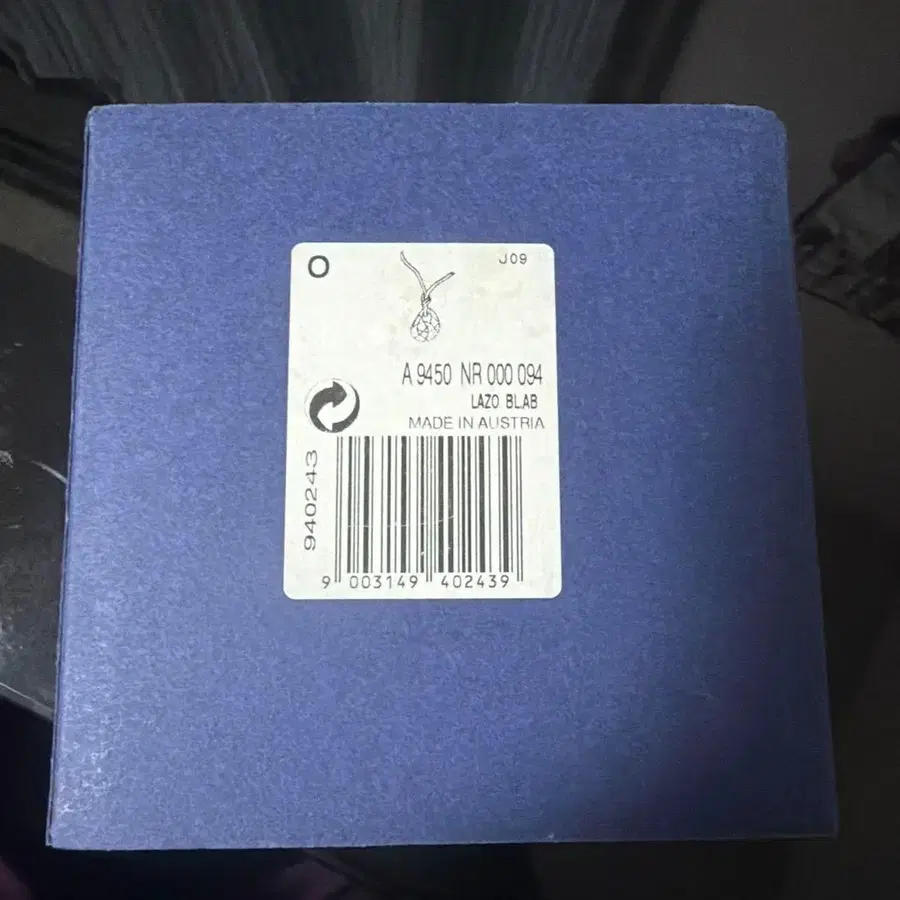 O
J09
A 9450 NR 000 094
LAZO BLAB
MADE IN AUSTRIA
940243
9 003149 402439